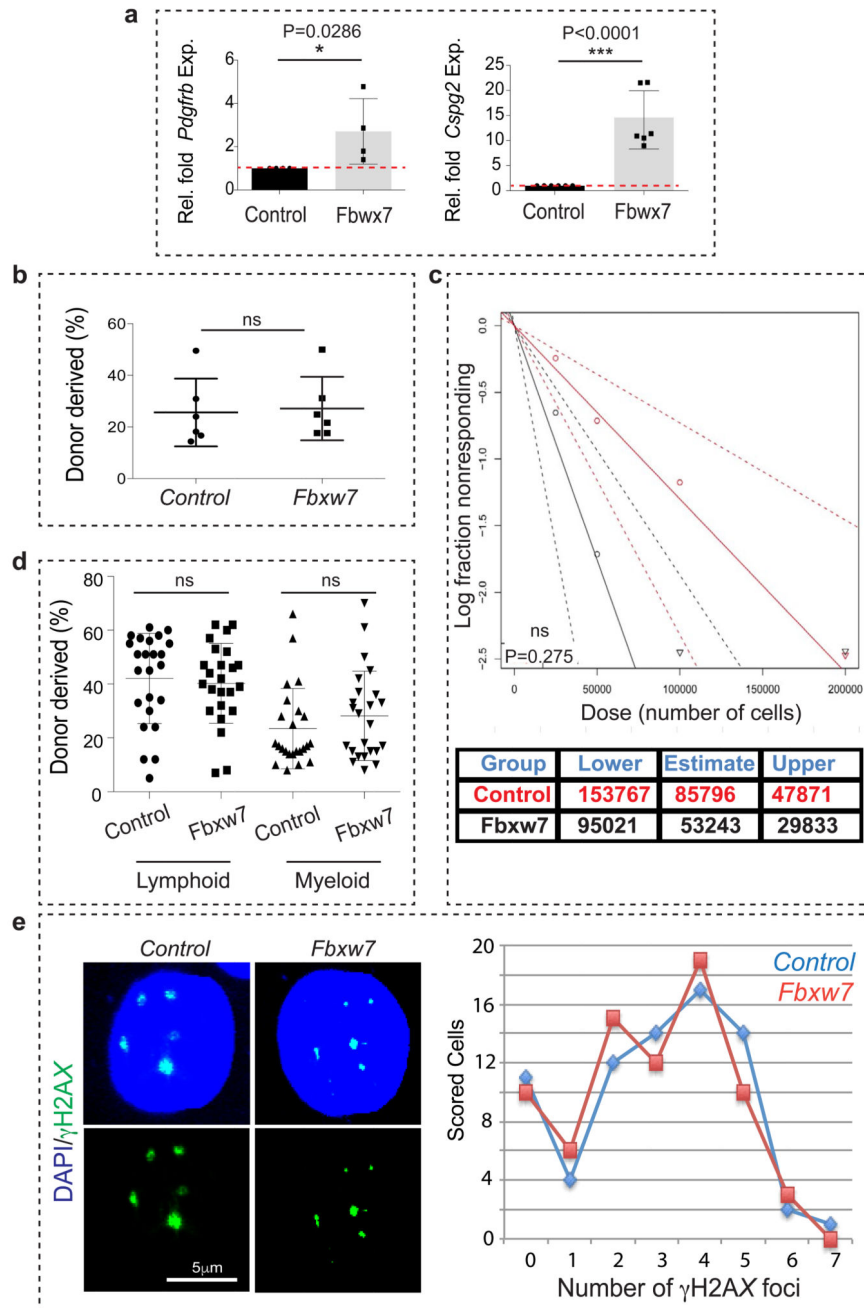 a
P=0.0286
*
Rel. fold Pdgfrb Exp.
6
4
2
0
Control
Fbwx7
P<0.0001
***
Rel. fold Cspg2 Exp.
25
20
15
10
5
0
Control
Fbwx7
b
Donor derived (%)
60
40
20
0
ns
Control
Fbxw7
c
Log fraction nonresponding
0.0
-0.5
-1.0
-1.5
-2.0
-2.5
ns
P=0.275
0
50000
100000
150000
200000
Dose (number of cells)
Group Lower Estimate Upper
Control 153767 85796 47871
Fbxw7 95021 53243 29833
d
Donor derived (%)
80
60
40
20
0
ns
ns
Control
Fbxw7
Control
Fbxw7
Lymphoid
Myeloid
e
Control
Fbxw7
DAPI/γH2AX
5μm
Scored Cells
20
16
12
8
4
0
Control
Fbxw7
0 1 2 3 4 5 6 7
Number of γH2AX foci